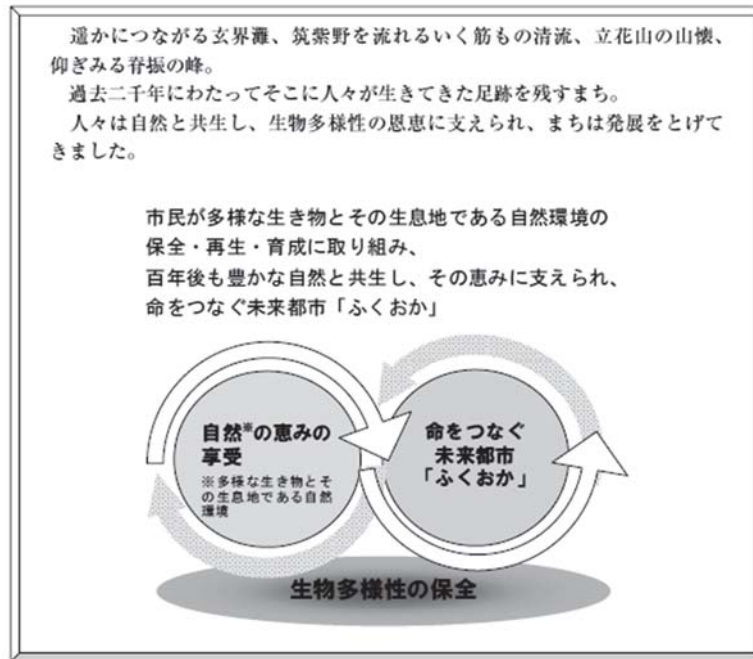 遥かにつながる玄界灘、筑紫野を流れるいく筋もの清流、立花山の山懐、
仰ぎみる脊振の峰。
過去二千年にわたってそこに人々が生きてきた足跡を残すまち。
人々は自然と共生し、生物多様性の恩恵に支えられ、まちは発展をとげて
きました。
市民が多様な生き物とその生息地である自然環境の
保全・再生・育成に取り組み、
百年後も豊かな自然と共生し、その恵みに支えられ、
命をつなぐ未来都市「ふくおか」
自然※の恵みの
享受
※多様な生き物とそ
の生息地である自然
環境
命をつなぐ
未来都市
「ふくおか」
生物多様性の保全